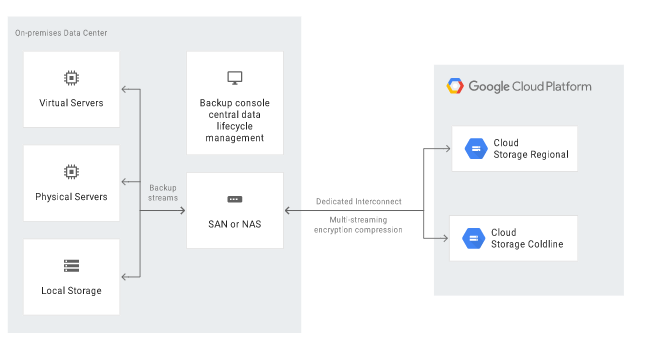 On-premises Data Center
Virtual Servers
Physical Servers
Local Storage
Backup
streams
Backup console
central data
lifecycle
management
SAN or NAS
Dedicated Interconnect
Multi-streaming
encryption compression
Google Cloud Platform
Cloud
Storage Regional
Cloud
Storage Coldline